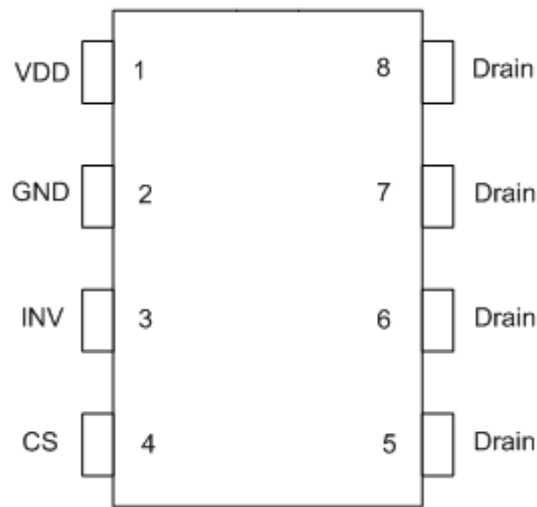 VDD 1 8 Drain
GND 2 7 Drain
INV 3 6 Drain
CS 4 5 Drain